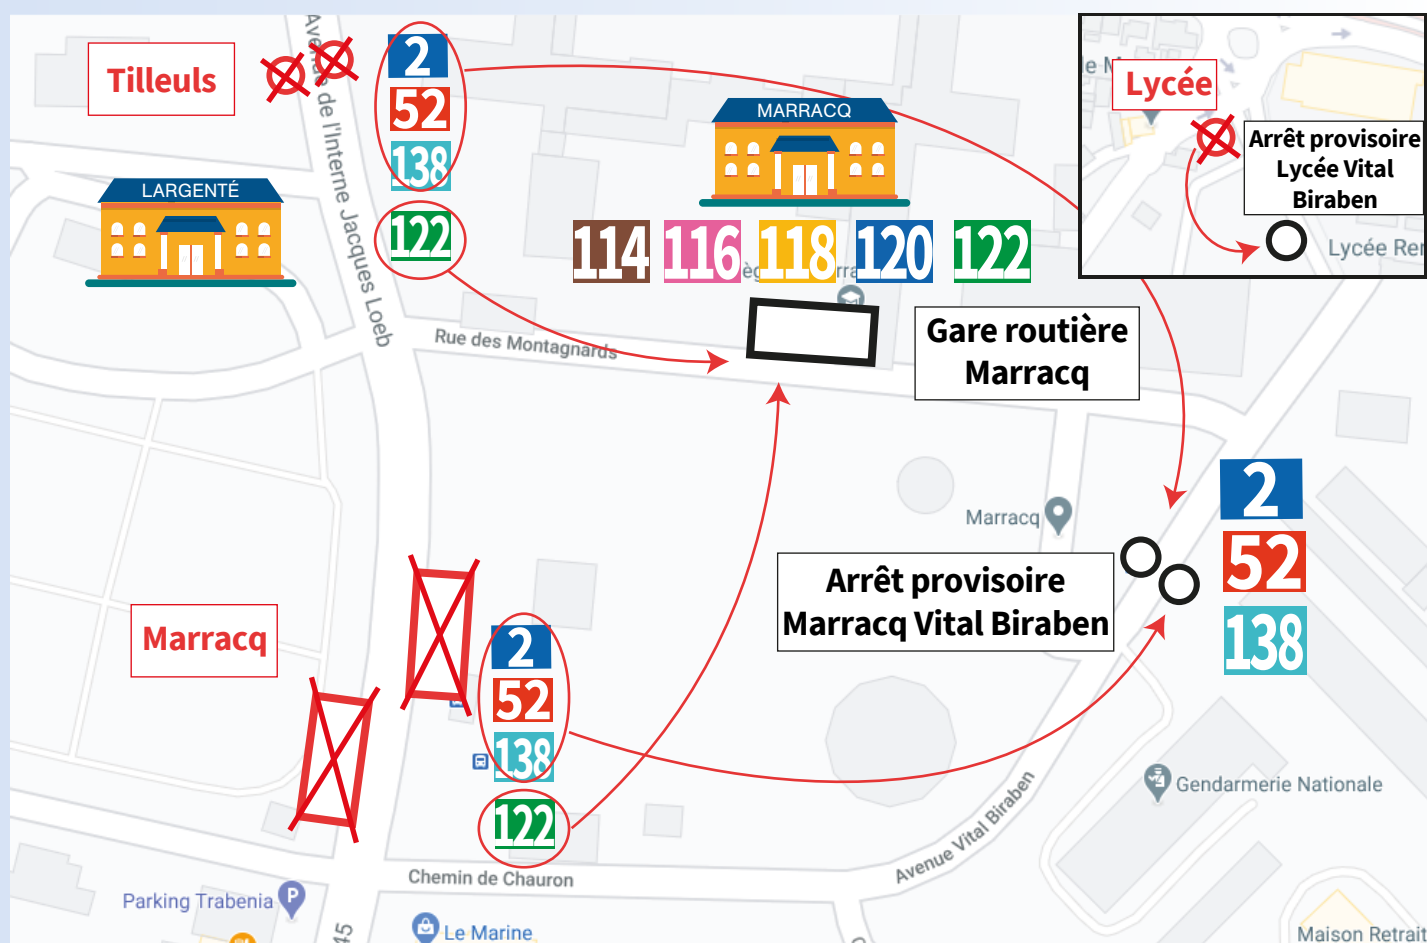 Tilleuls
Avenue de l'Interne Jacques Loeb
2
52
138
122
LARGENTÉ
MARRACQ
114 116 118 120 122
Lycée
Arrêt provisoire
Lycée Vital
Biraben
Lycée Rer
Rue des Montagnards
Gare routière
Marracq
Marracq
2
52
138
Arrêt provisoire
Marracq Vital Biraben
Marracq
2
52
138
122
Gendarmerie Nationale
Avenue Vital Biraben
Chemin de Chauron
Parking Trabenia
P
Le Marine
45
Maison Retrait